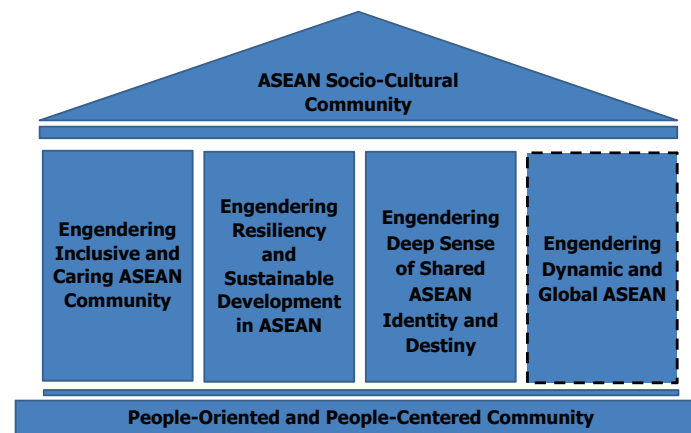 ASEAN Socio-Cultural
Community
Engendering
Inclusive and
Caring ASEAN
Community
Engendering
Resiliency
and
Sustainable
Development
in ASEAN
Engendering
Deep Sense
of Shared
ASEAN
Identity and
Destiny
Engendering
Dynamic and
Global ASEAN
People-Oriented and People-Centered Community